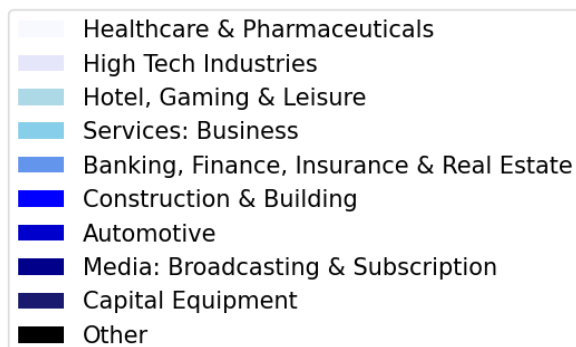 Healthcare & Pharmaceuticals
High Tech Industries
Hotel, Gaming & Leisure
Services: Business
Banking, Finance, Insurance & Real Estate
Construction & Building
Automotive
Media: Broadcasting & Subscription
Capital Equipment
Other